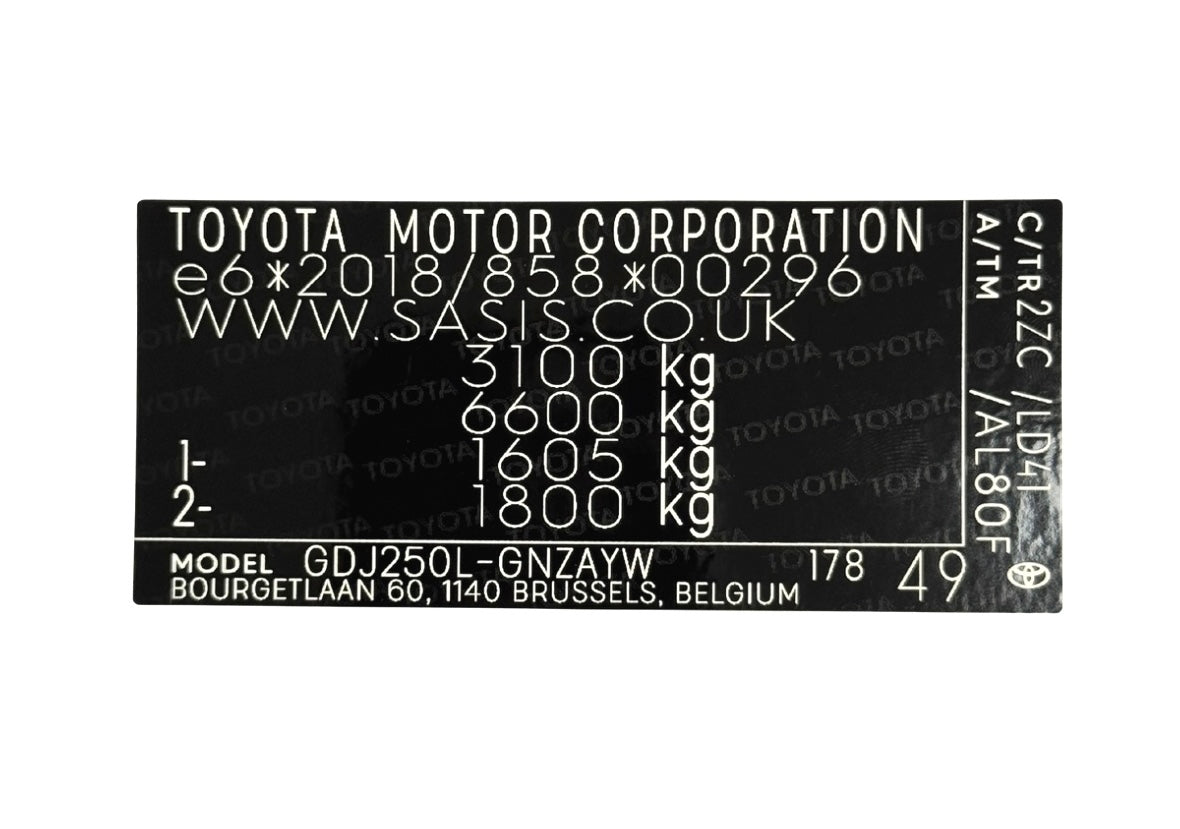 TOYOTA MOTOR CORPORATION
e6*2018/858*00296
WWW.SASIS.CO.UK
3100 kg
6600 kg
1- 1605 kg
2- 1800 kg
MODEL GDJ250L-GNZAYW 178 49
BOURGETLAAN 60, 1140 BRUSSELS, BELGIUM
C/TR2ZC /LD41
A/TM /AL80F